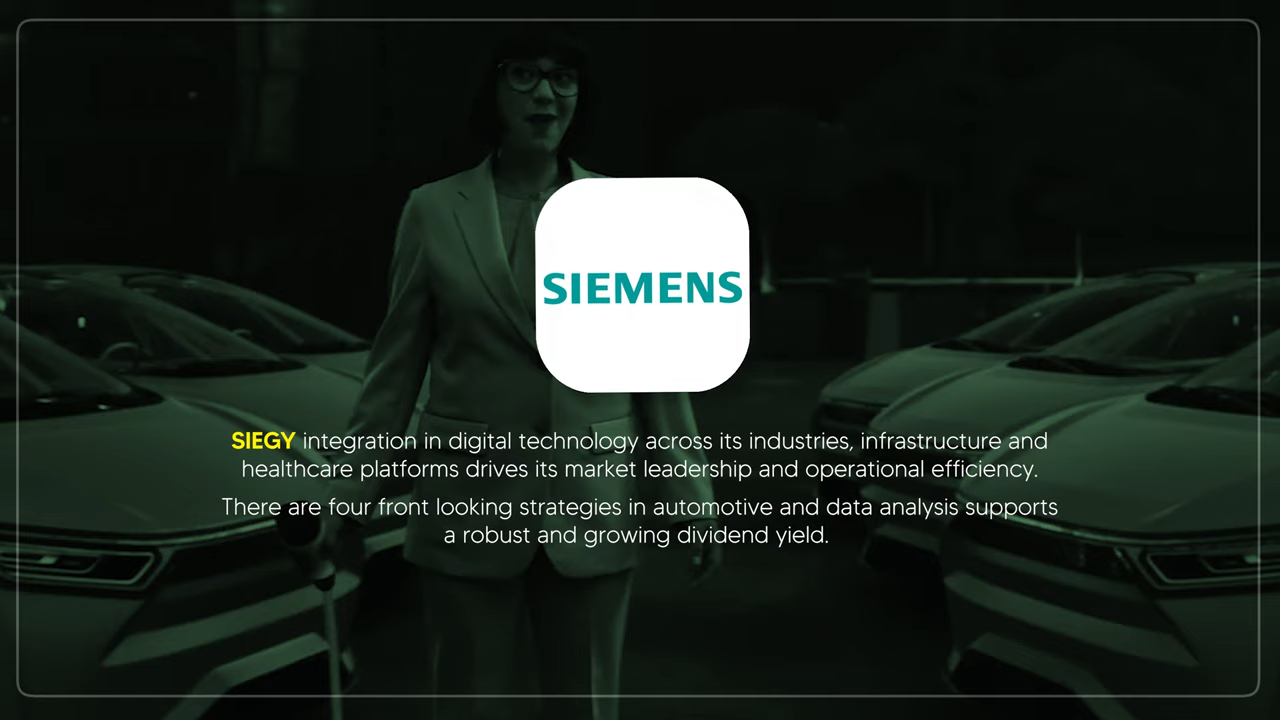 SIEMENS
SIEGY integration in digital technology across its industries, infrastructure and
healthcare platforms drives its market leadership and operational efficiency.
There are four front looking strategies in automotive and data analysis supports
a robust and growing dividend yield.